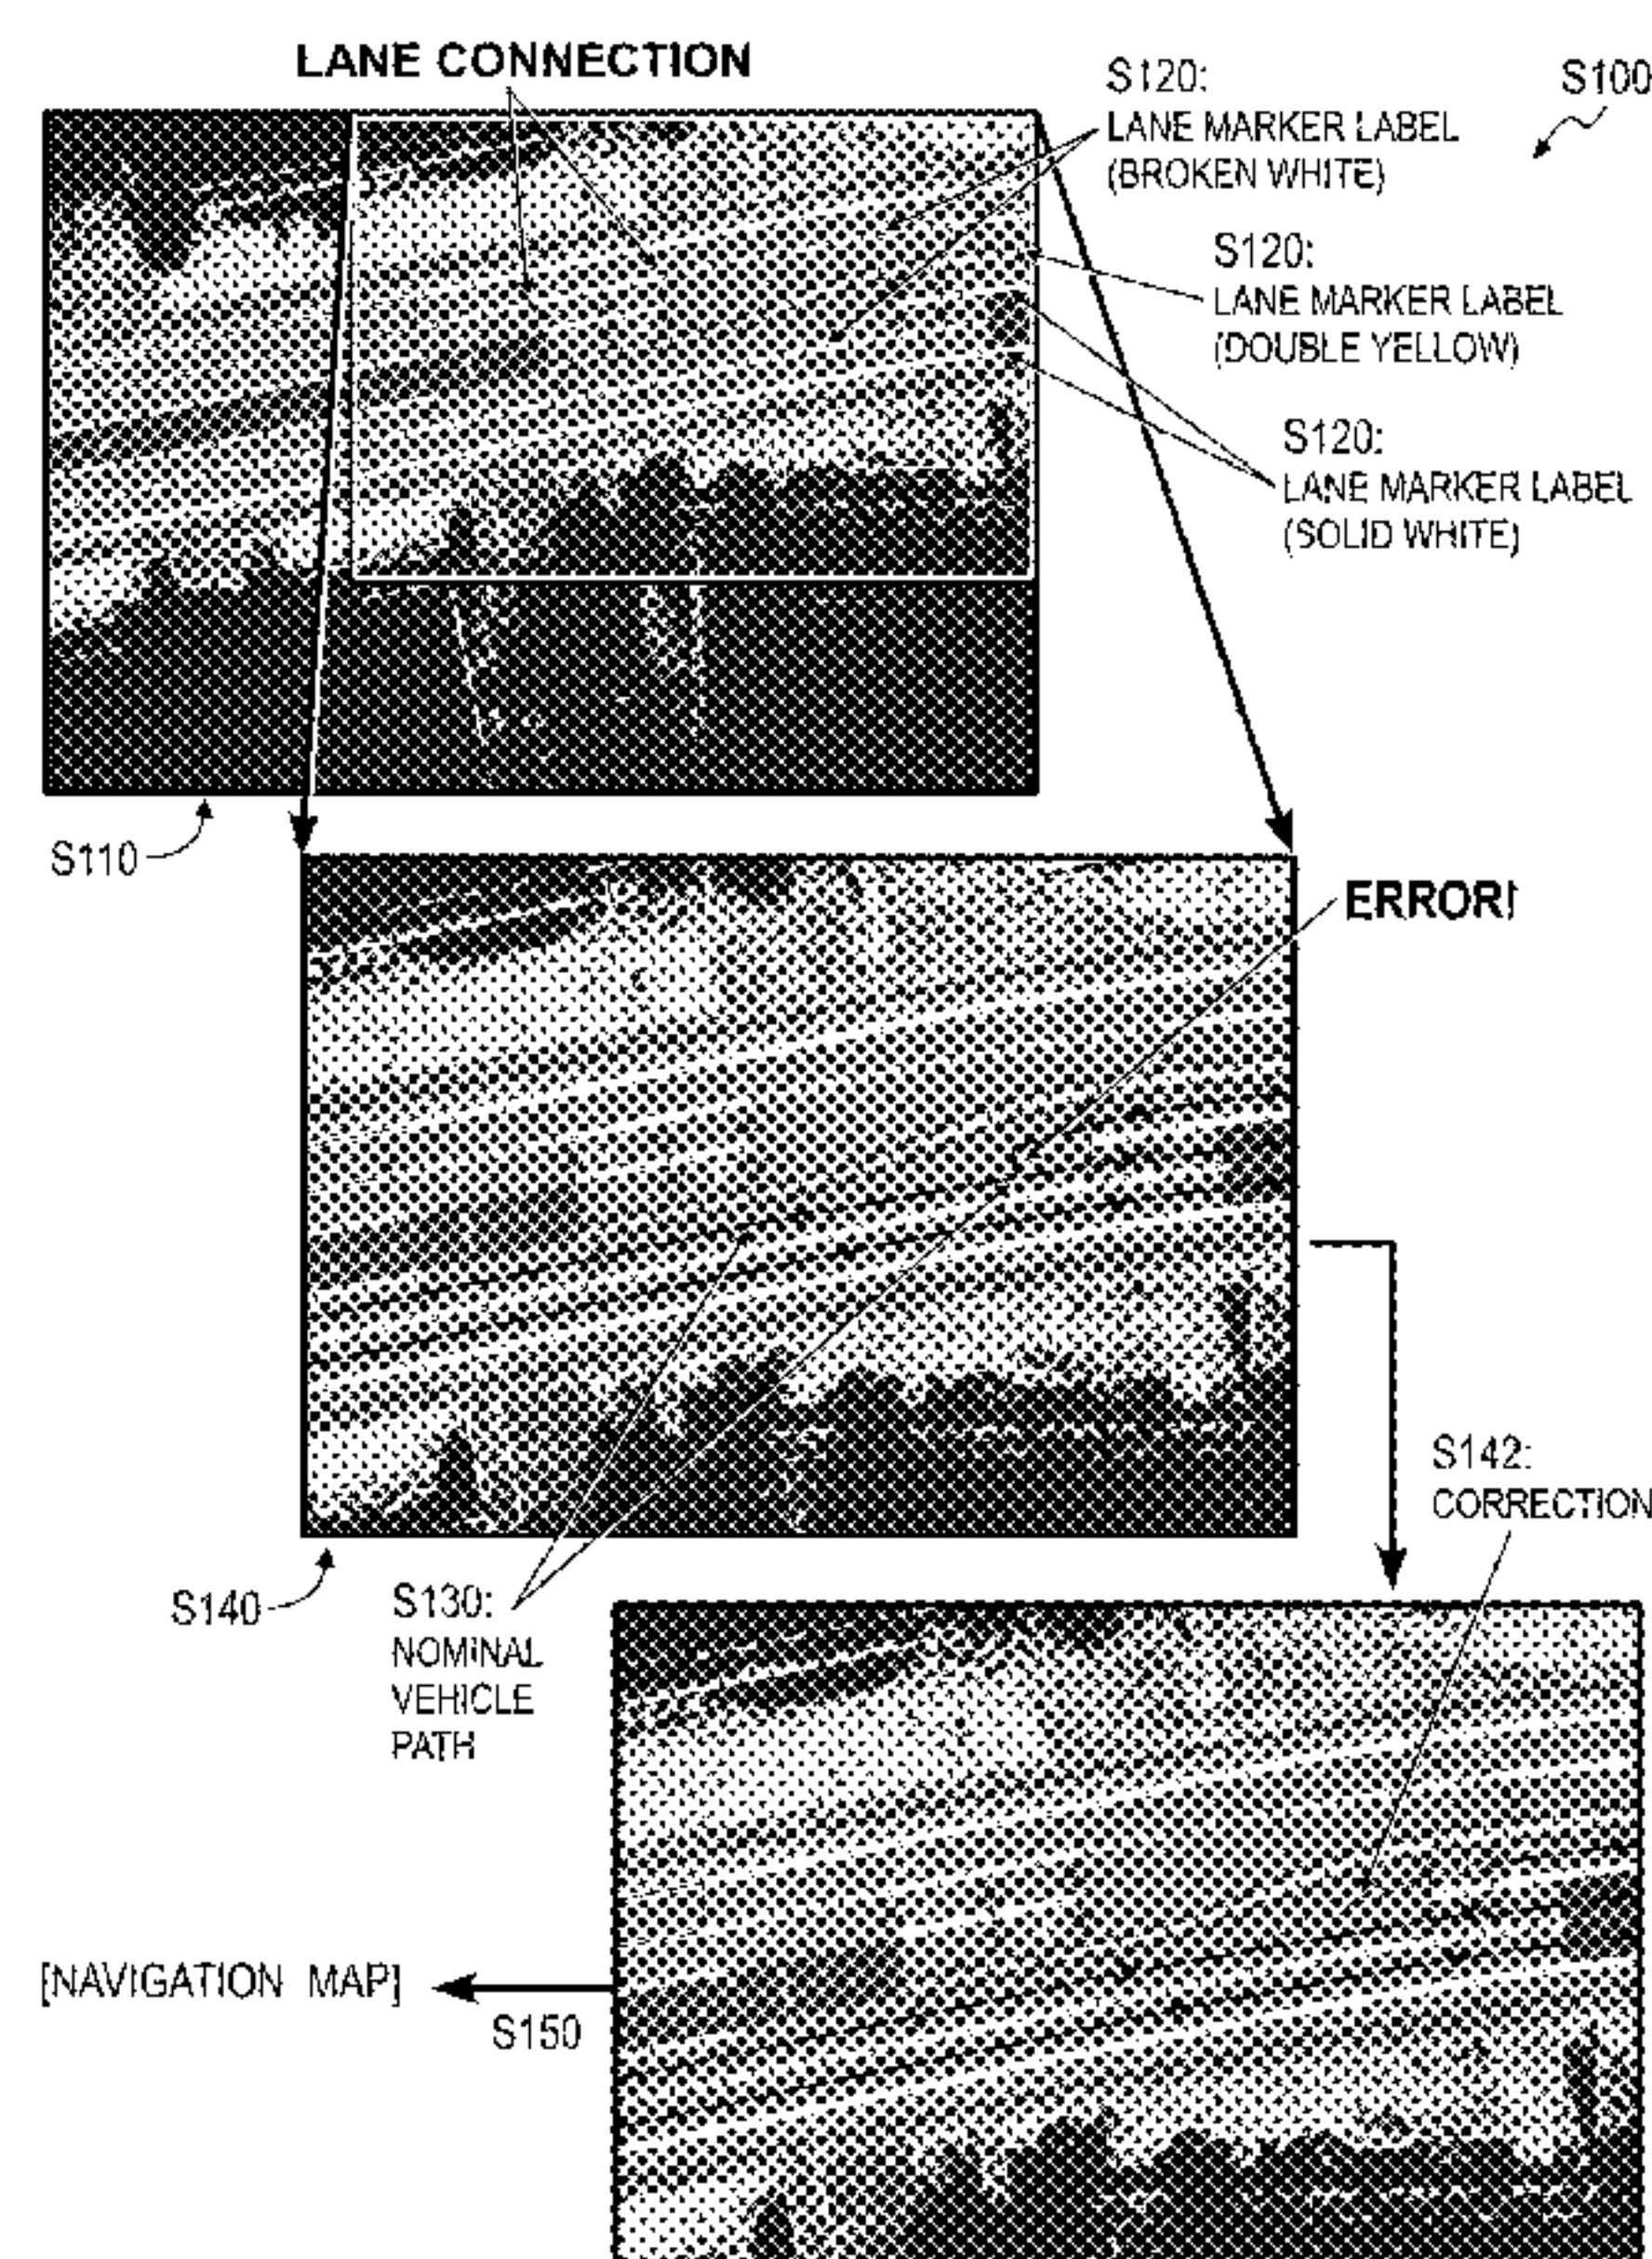 LANE CONNECTION
S120:
LANE MARKER LABEL
(BROKEN WHITE)
S100
S120:
LANE MARKER LABEL
(DOUBLE YELLOW)
S120:
LANE MARKER LABEL
(SOLID WHITE)
S110
ERROR!
S142:
CORRECTION
S140
S130:
NOMINAL
VEHICLE
PATH
[NAVIGATION MAP]
S150